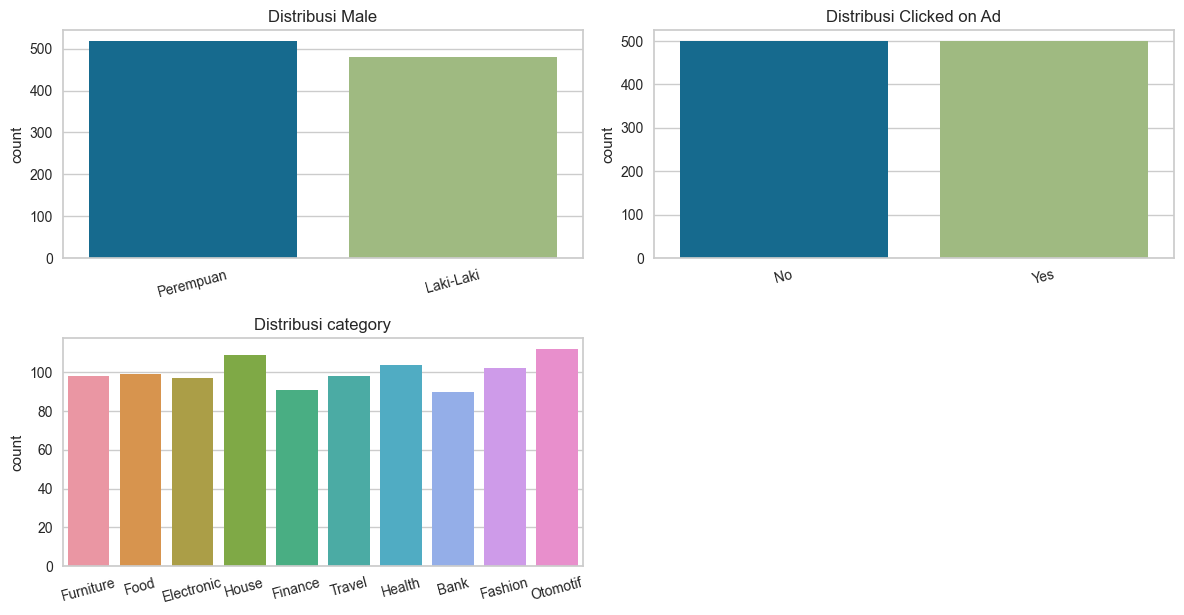 Distribusi Male
count
500
400
300
200
100
0
Perempuan
Laki-Laki
Distribusi Clicked on Ad
count
500
400
300
200
100
0
No
Yes
Distribusi category
count
100
80
60
40
20
0
Furniture
Food
Electronic
House
Finance
Travel
Health
Bank
Fashion
Otomotif